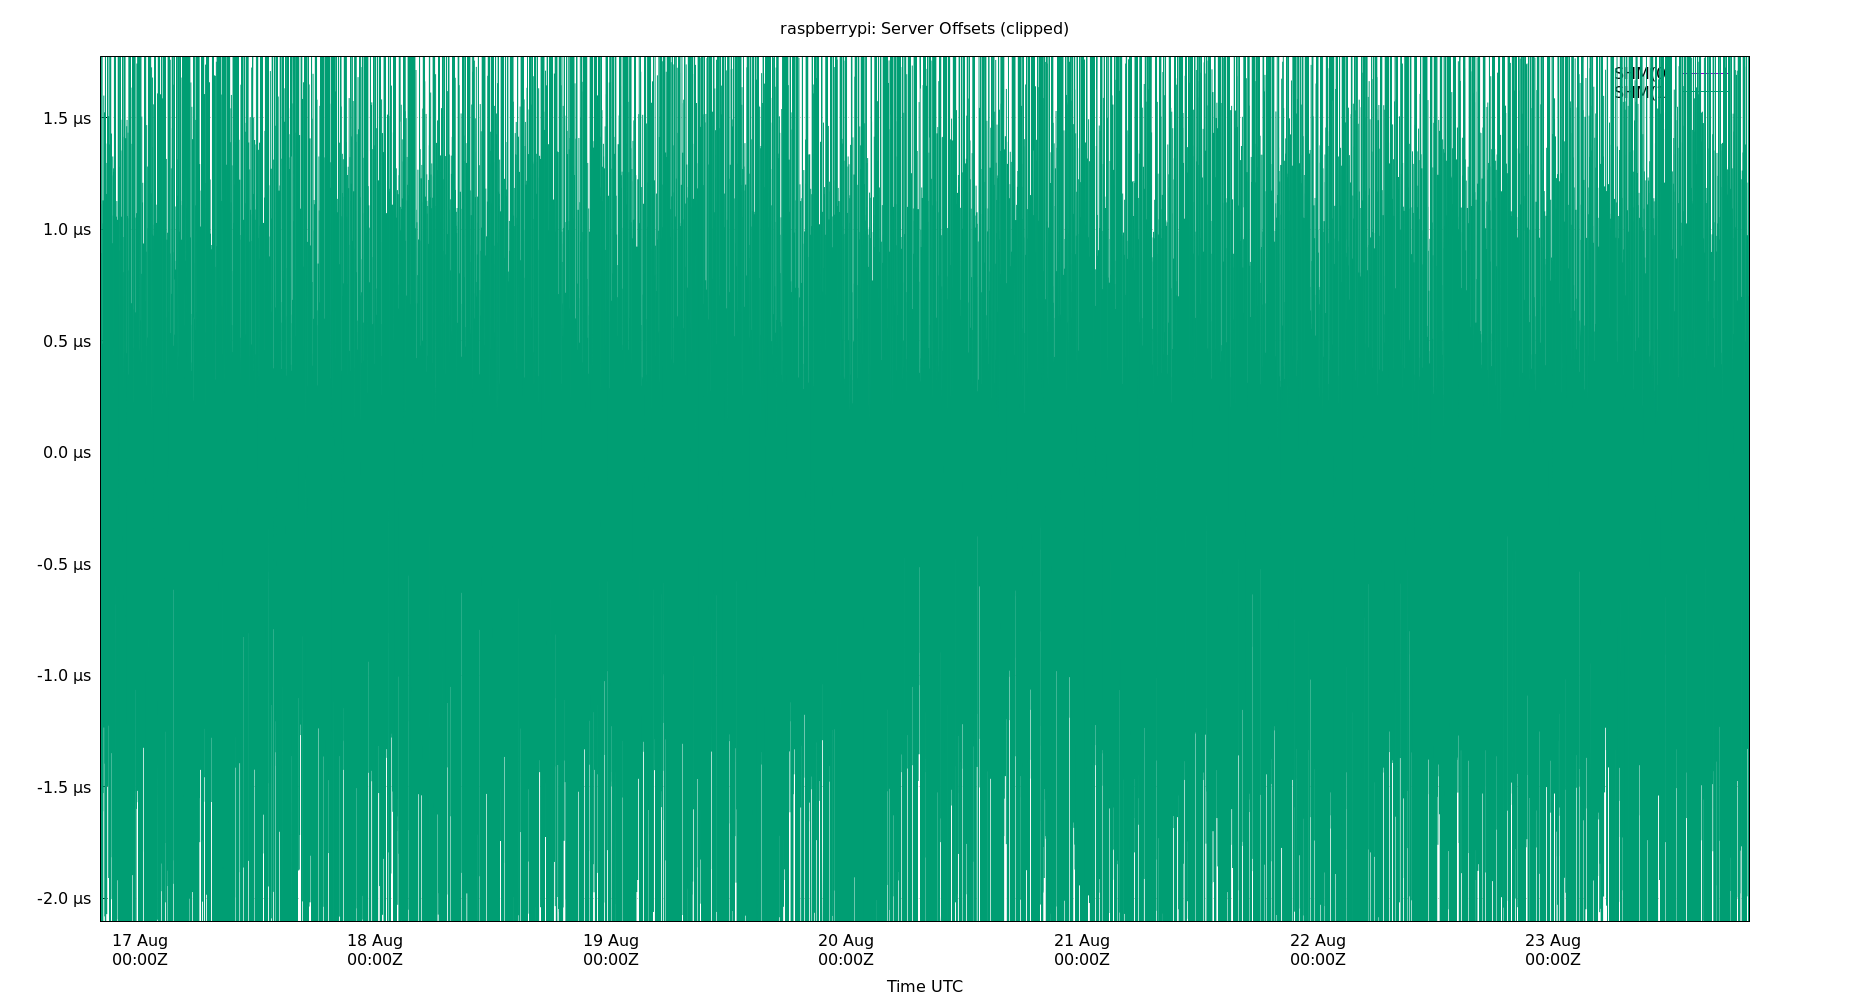 raspberrypi: Server Offsets (clipped)
1.5 µs
1.0 µs
0.5 µs
0.0 µs
-0.5 µs
-1.0 µs
-1.5 µs
-2.0 µs
17 Aug
00:00Z
18 Aug
00:00Z
19 Aug
00:00Z
20 Aug
00:00Z
21 Aug
00:00Z
22 Aug
00:00Z
23 Aug
00:00Z
Time UTC